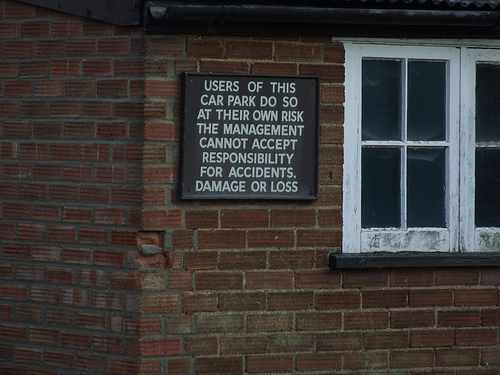 USERS OF THIS
CAR PARK DO SO
AT THEIR OWN RISK
THE MANAGEMENT
CANNOT ACCEPT
RESPONSIBILITY
FOR ACCIDENTS,
DAMAGE OR LOSS